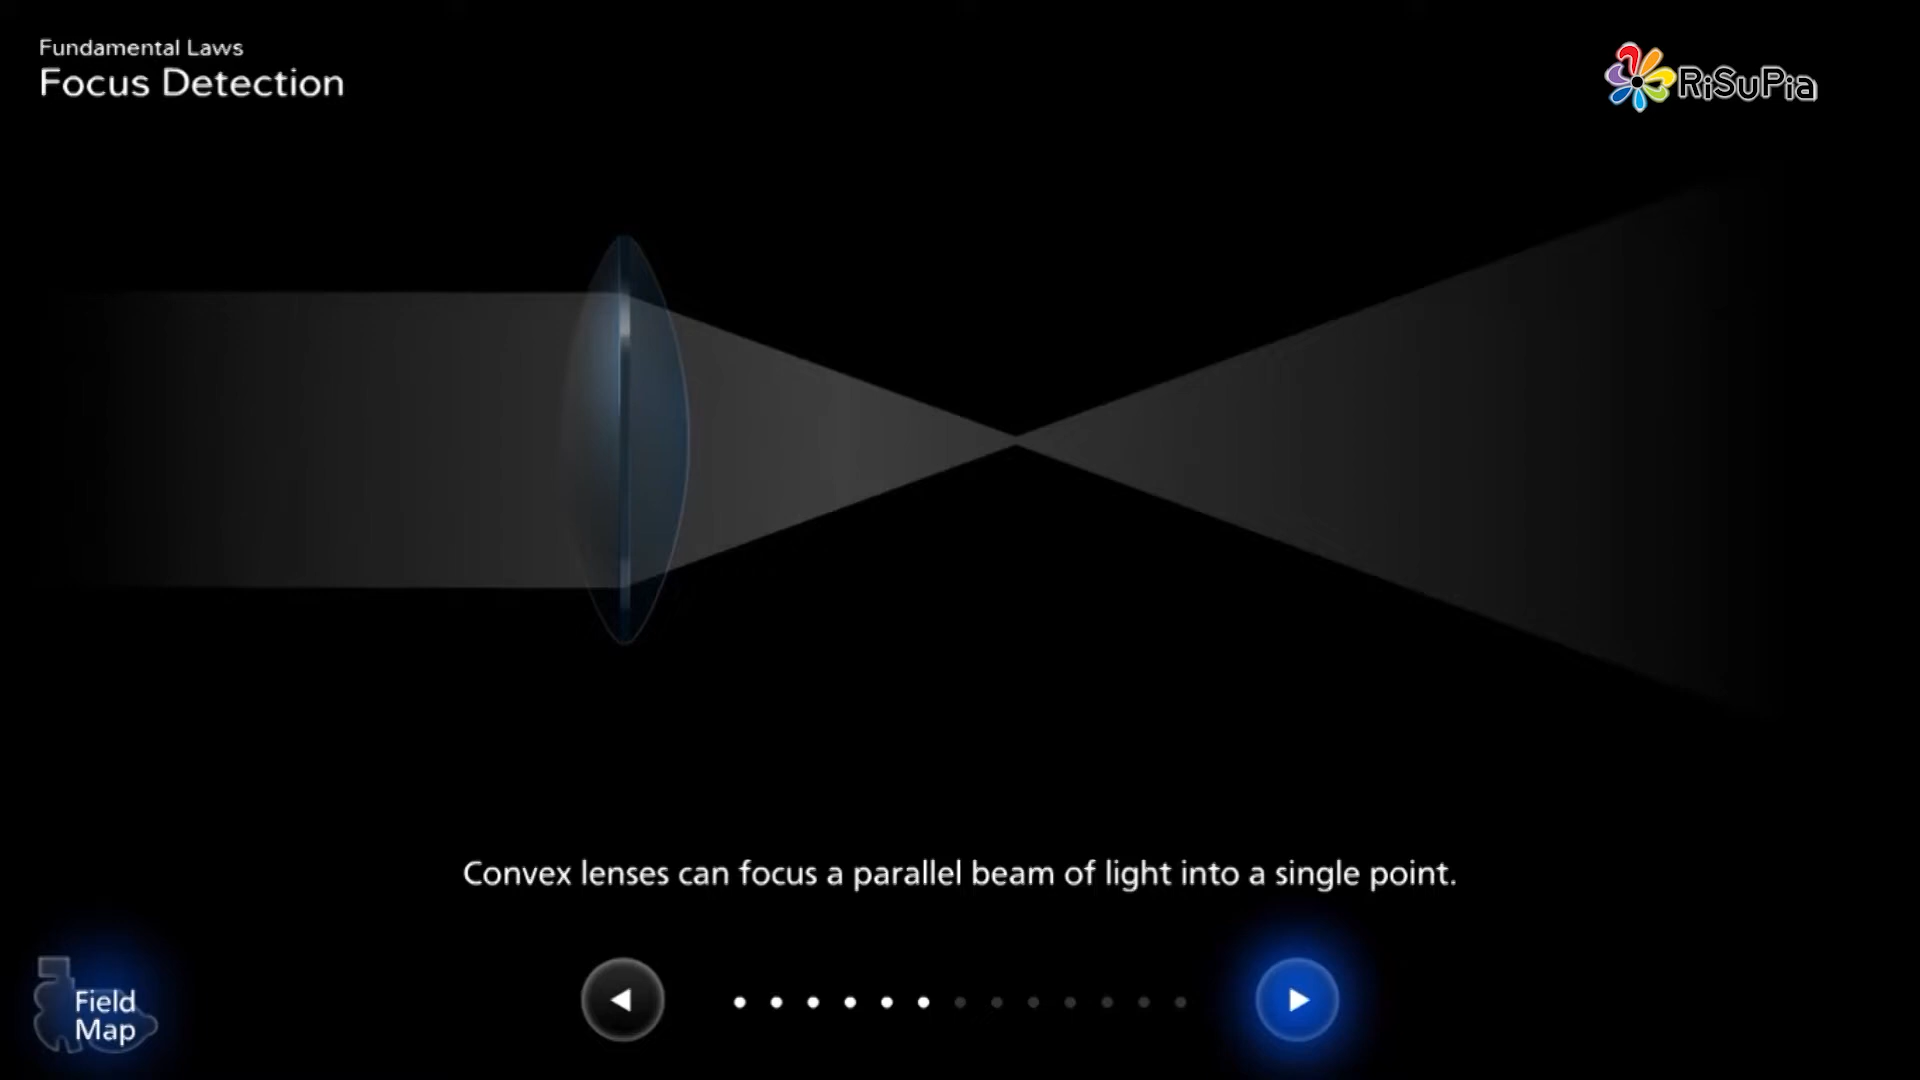 Fundamental Laws
Focus Detection
RiSuPia
Convex lenses can focus a parallel beam of light into a single point.
Field
Map